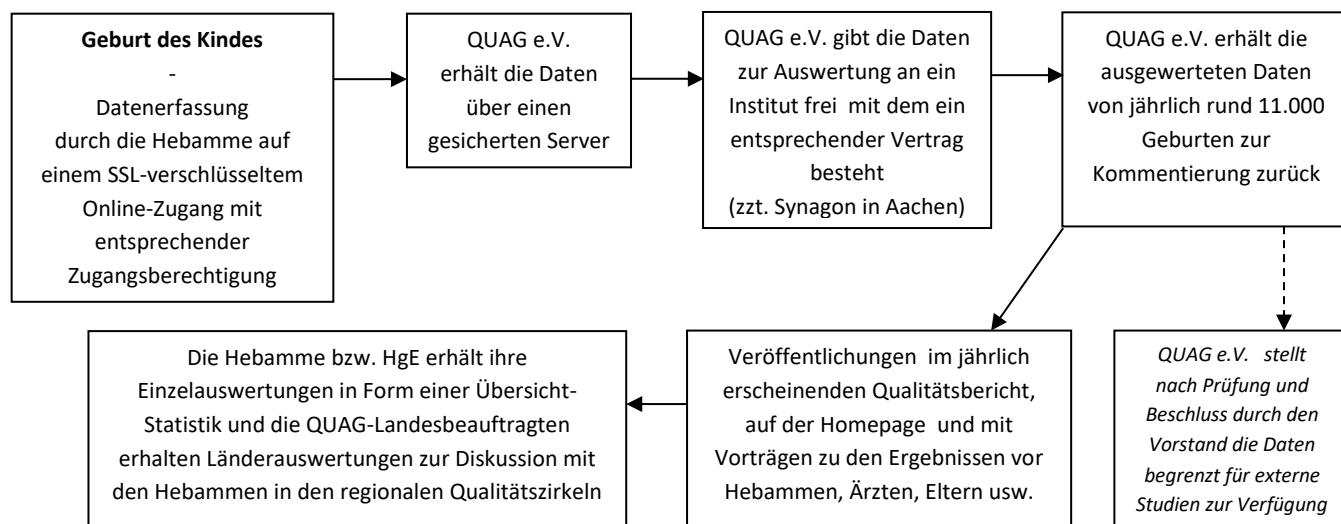 Geburt des Kindes
-
Datenerfassung
durch die Hebamme auf
einem SSL-verschlüsseltem
Online-Zugang mit
entsprechender
Zugangsberechtigung
QUAG e.V.
erhält die Daten
über einen
gesicherten Server
QUAG e.V. gibt die Daten
zur Auswertung an ein
Institut frei mit dem ein
entsprechender Vertrag
besteht
(zzt. Synagon in Aachen)
QUAG e.V. erhält die
ausgewerteten Daten
von jährlich rund 11.000
Geburten zur
Kommentierung zurück
Die Hebamme bzw. HgE erhält ihre
Einzelauswertungen in Form einer Übersicht-
Statistik und die QUAG-Landesbeauftragten
erhalten Länderauswertungen zur Diskussion mit
den Hebammen in den regionalen Qualitätszirkeln
Veröffentlichungen im jährlich
erscheinenden Qualitätsbericht,
auf der Homepage und mit
Vorträgen zu den Ergebnissen vor
Hebammen, Ärzten, Eltern usw.
QUAG e.V. stellt
nach Prüfung und
Beschluss durch den
Vorstand die Daten
begrenzt für externe
Studien zur Verfügung